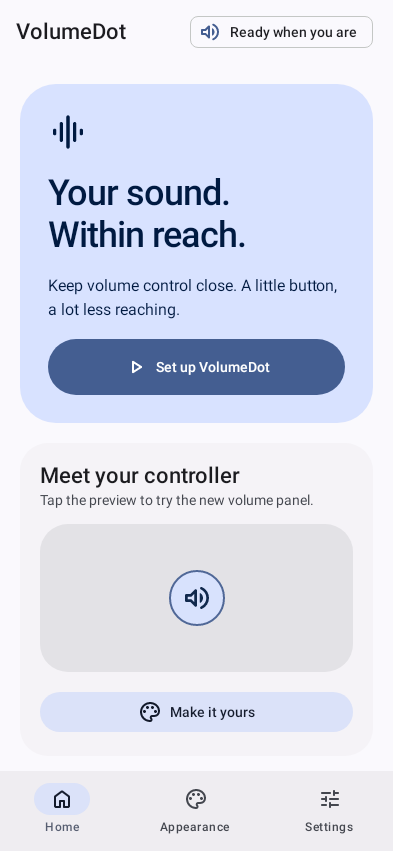 VolumeDot
Ready when you are
Your sound.
Within reach.
Keep volume control close. A little button,
a lot less reaching.
Set up VolumeDot
Meet your controller
Tap the preview to try the new volume panel.
Make it yours
Home
Appearance
Settings